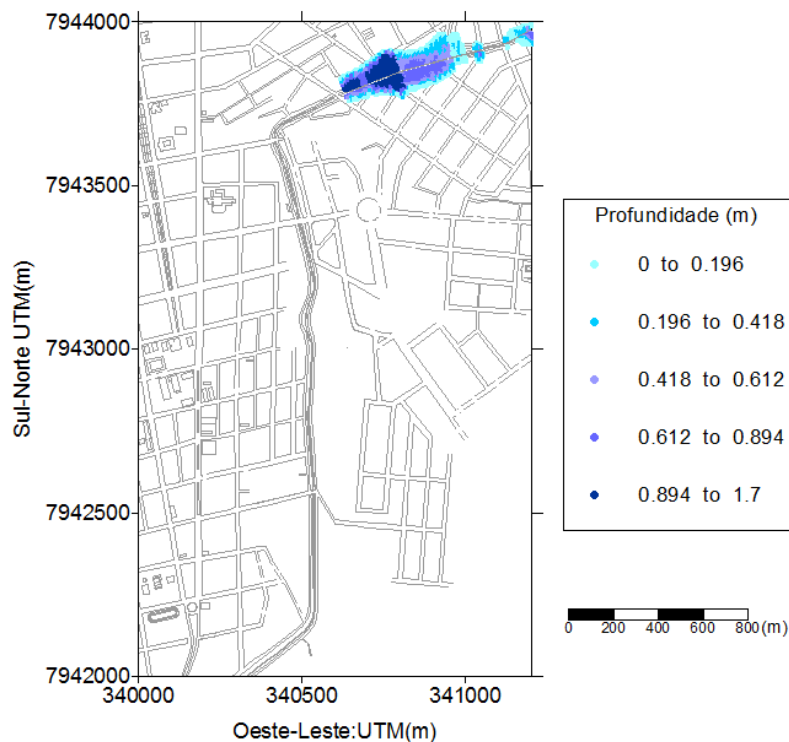 7944000
7943500
7943000
7942500
7942000
Sul-Norte UTM(m)
340000 340500 341000
Oeste-Leste:UTM(m)
Profundidade (m)
0 to 0.196
0.196 to 0.418
0.418 to 0.612
0.612 to 0.894
0.894 to 1.7
0 200 400 600 800 (m)